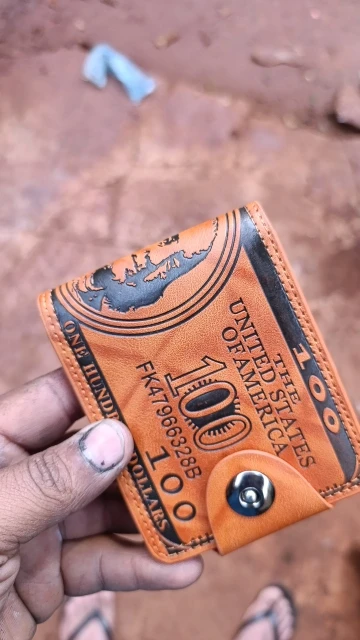 THE
UNITED STATES
OF AMERICA
100
100
FK47966328B
100
ONE HUNDRED DOLLARS